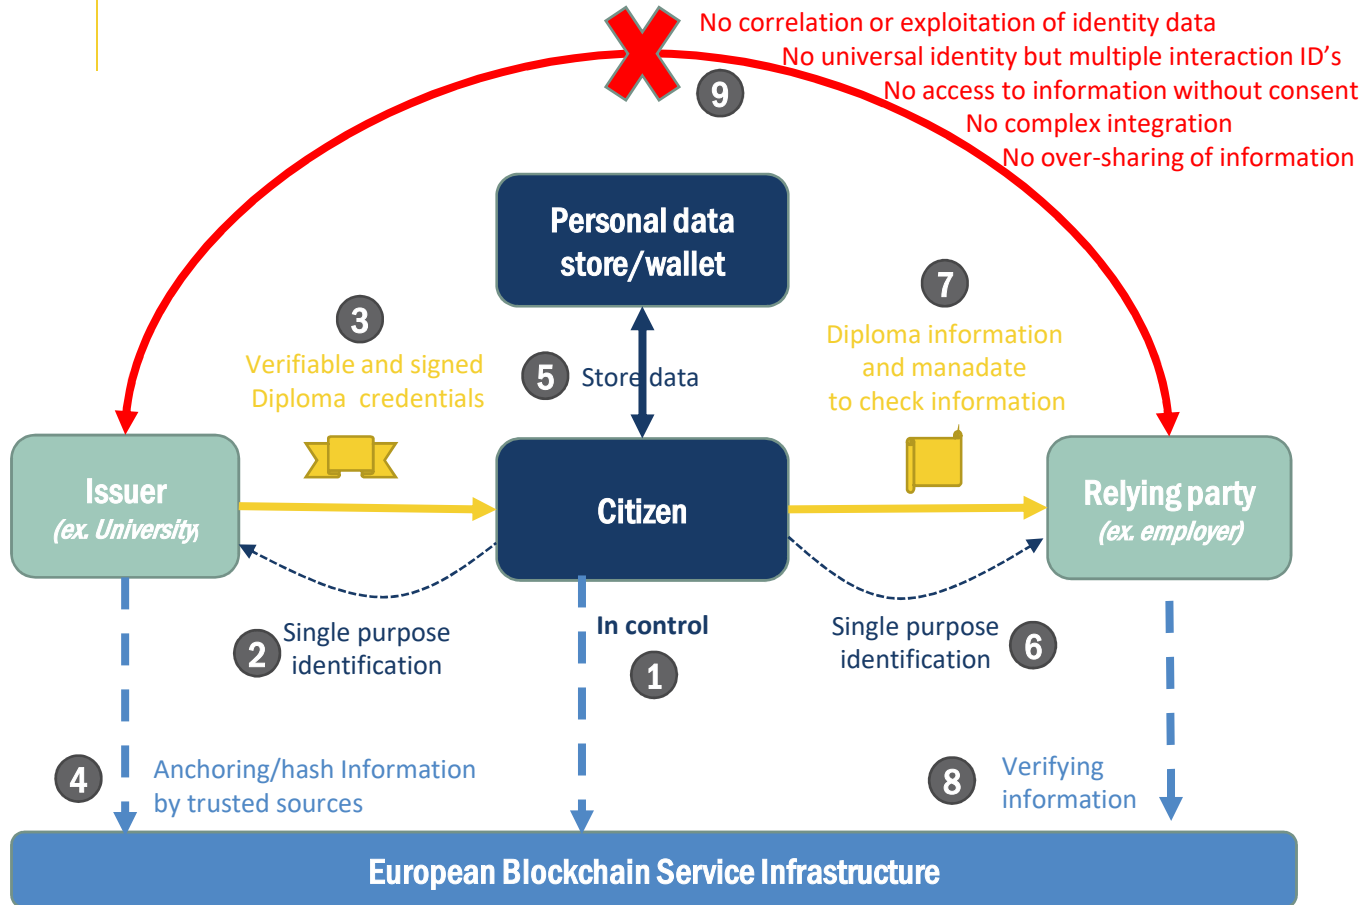 No correlation or exploitation of identity data
No universal identity but multiple interaction ID's
9
No access to information without consent
No complex integration
No over-sharing of information
Personal data
store/wallet
3
Verifiable and signed
Diploma credentials
5
Store data
7
Diploma information
and manadate
to check information
Issuer
(ex. University)
Citizen
Relying party
(ex. employer)
2
Single purpose
identification
In control
1
Single purpose
identification
6
4
Anchoring/hash Information
by trusted sources
8
Verifying
information
European Blockchain Service Infrastructure